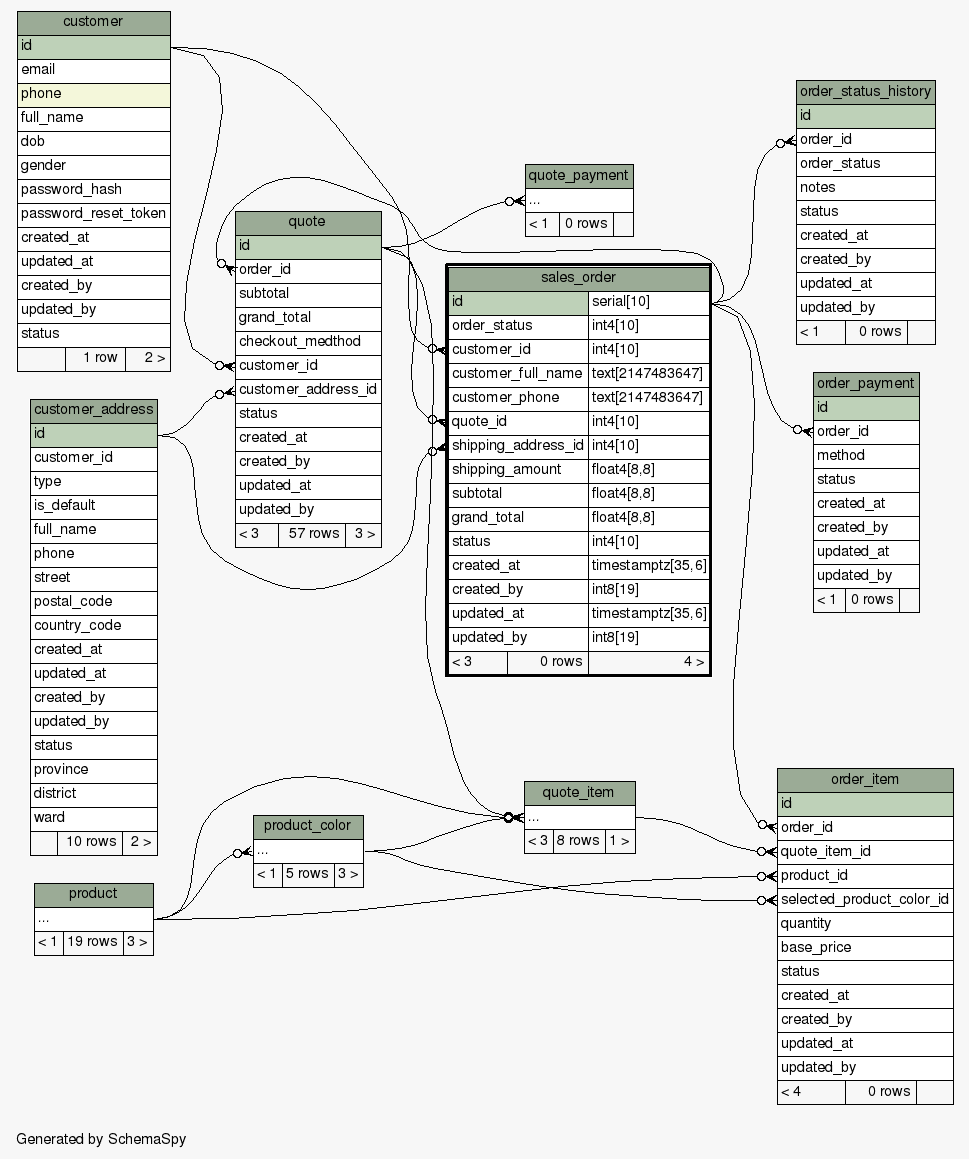 customer
id
email
phone
full_name
dob
gender
password_hash
password_reset_token
created_at
updated_at
created_by
updated_by
status
1 row 2 >
customer_address
id
customer_id
type
is_default
full_name
phone
street
postal_code
country_code
created_at
updated_at
created_by
updated_by
status
province
district
ward
10 rows 2 >
product
...
< 1 19 rows 3 >
quote
id
order_id
subtotal
grand_total
checkout_medthod
customer_id
customer_address_id
status
created_at
created_by
updated_at
updated_by
< 3 57 rows 3 >
product_color
...
< 1 5 rows 3 >
quote_payment
...
< 1 0 rows
sales_order
id serial[10]
order_status int4[10]
customer_id int4[10]
customer_full_name text[2147483647]
customer_phone text[2147483647]
quote_id int4[10]
shipping_address_id int4[10]
shipping_amount float4[8,8]
subtotal float4[8,8]
grand_total float4[8,8]
status int4[10]
created_at timestamptz[35,6]
created_by int8[19]
updated_at timestamptz[35,6]
updated_by int8[19]
< 3 0 rows 4 >
quote_item
...
< 3 8 rows 1 >
order_status_history
id
order_id
order_status
notes
status
created_at
created_by
updated_at
updated_by
< 1 0 rows
order_payment
id
order_id
method
status
created_at
created_by
updated_at
updated_by
< 1 0 rows
order_item
id
order_id
quote_item_id
product_id
selected_product_color_id
quantity
base_price
status
created_at
created_by
updated_at
updated_by
< 4 0 rows
Generated by SchemaSpy